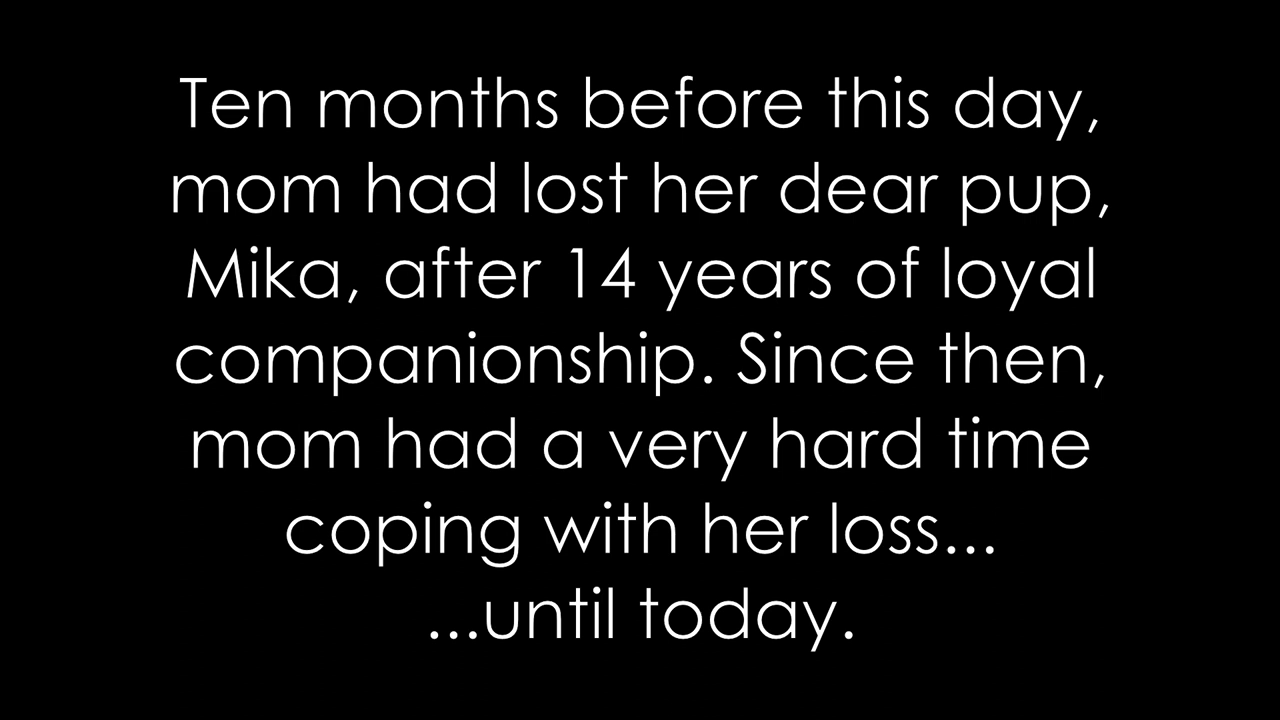 Ten months before this day,
mom had lost her dear pup,
Mika, after 14 years of loyal
companionship. Since then,
mom had a very hard time
coping with her loss...
...until today.